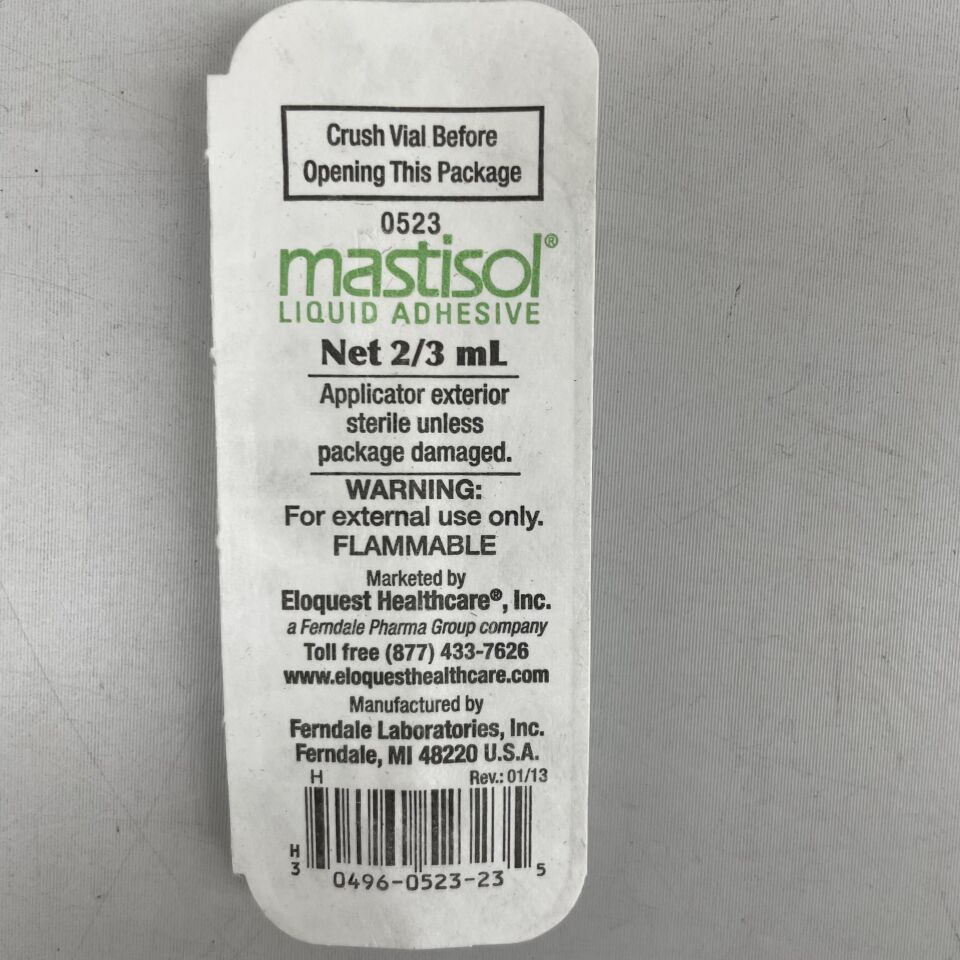 Crush Vial Before
Opening This Package
0523
mastisol®
LIQUID ADHESIVE
Net 2/3 mL
Applicator exterior
sterile unless
package damaged.
WARNING:
For external use only.
FLAMMABLE
Marketed by
Eloquest Healthcare®, Inc.
a Ferndale Pharma Group company
Toll free (877) 433-7626
www.eloquesthealthcare.com
Manufactured by
Ferndale Laboratories, Inc.
Ferndale, MI 48220 U.S.A.
H Rev.: 01/13
H
3 0496-0523-23 5